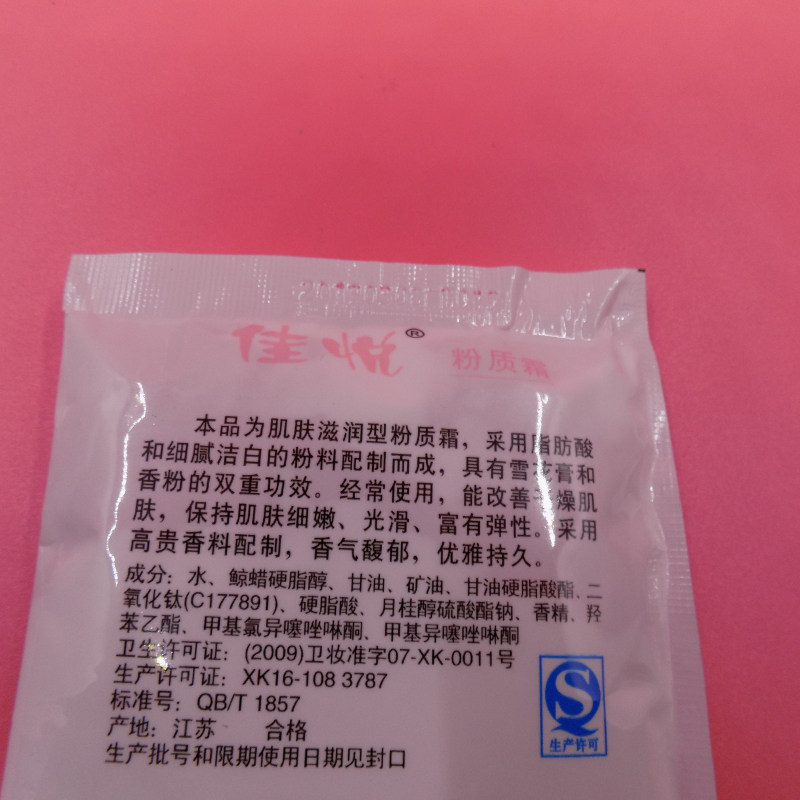 佳悦® 粉质霜
本品为肌肤滋润型粉质霜，采用脂肪酸
和细腻洁白的粉料配制而成，具有雪花膏和
香粉的双重功效。经常使用，能改善干燥肌
肤，保持肌肤细嫩、光滑、富有弹性。采用
高贵香料配制，香气馥郁，优雅持久。
成分：水、鲸蜡硬脂醇、甘油、矿油、甘油硬脂酸酯、二
氧化钛(C177891)、硬脂酸、月桂醇硫酸酯钠、香精、羟
苯乙酯、甲基氯异噻唑啉酮、甲基异噻唑啉酮
卫生许可证：(2009)卫妆准字07-XK-0011号
生产许可证：XK16-108 3787
标准号：QB/T 1857
产地：江苏 合格
生产批号和限期使用日期见封口
生产许可